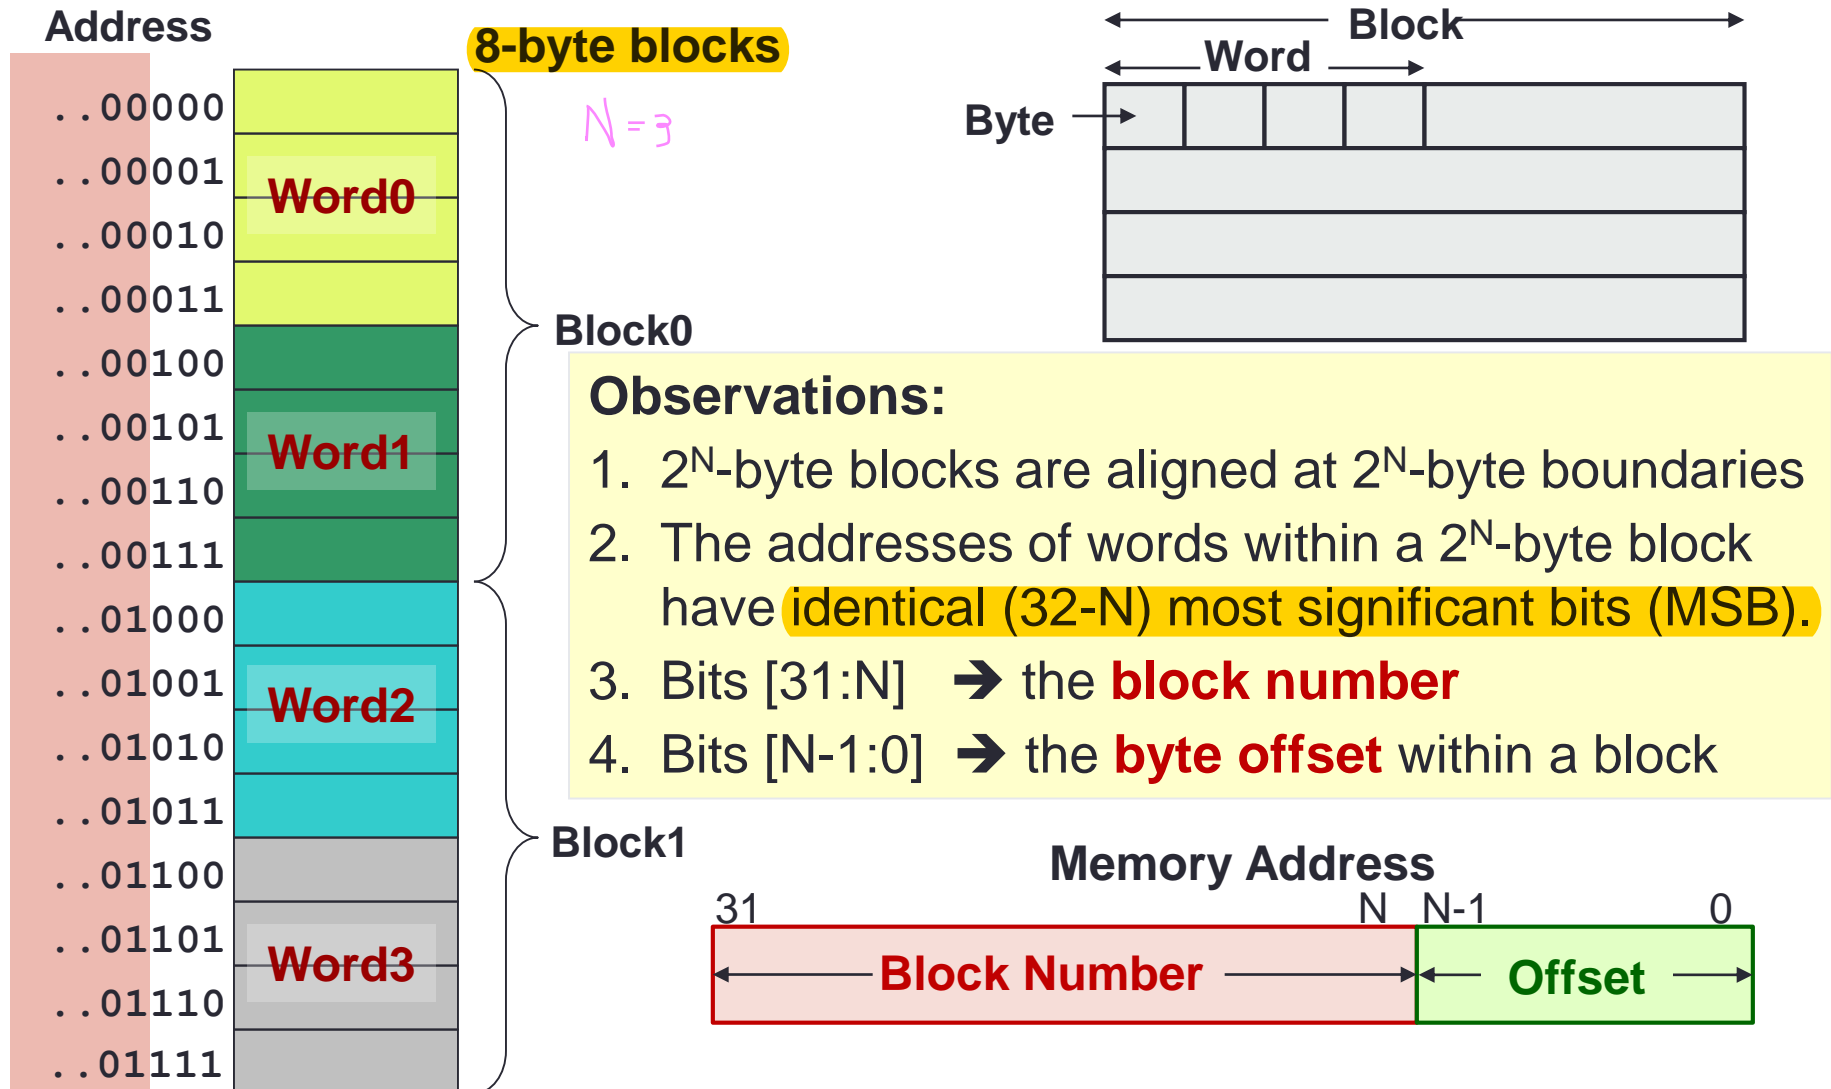 Address
8-byte blocks
N=3
..00000
..00001
..00010
..00011
..00100
..00101
..00110
..00111
..01000
..01001
..01010
..01011
..01100
..01101
..01110
..01111
Word0
Word1
Word2
Word3
Block0
Block1
Block
Word
Byte
Observations:
1. 2ᴺ-byte blocks are aligned at 2ᴺ-byte boundaries
2. The addresses of words within a 2ᴺ-byte block
have identical (32-N) most significant bits (MSB).
3. Bits [31:N] ➔ the block number
4. Bits [N-1:0] ➔ the byte offset within a block
Memory Address
31 N N-1 0
Block Number Offset